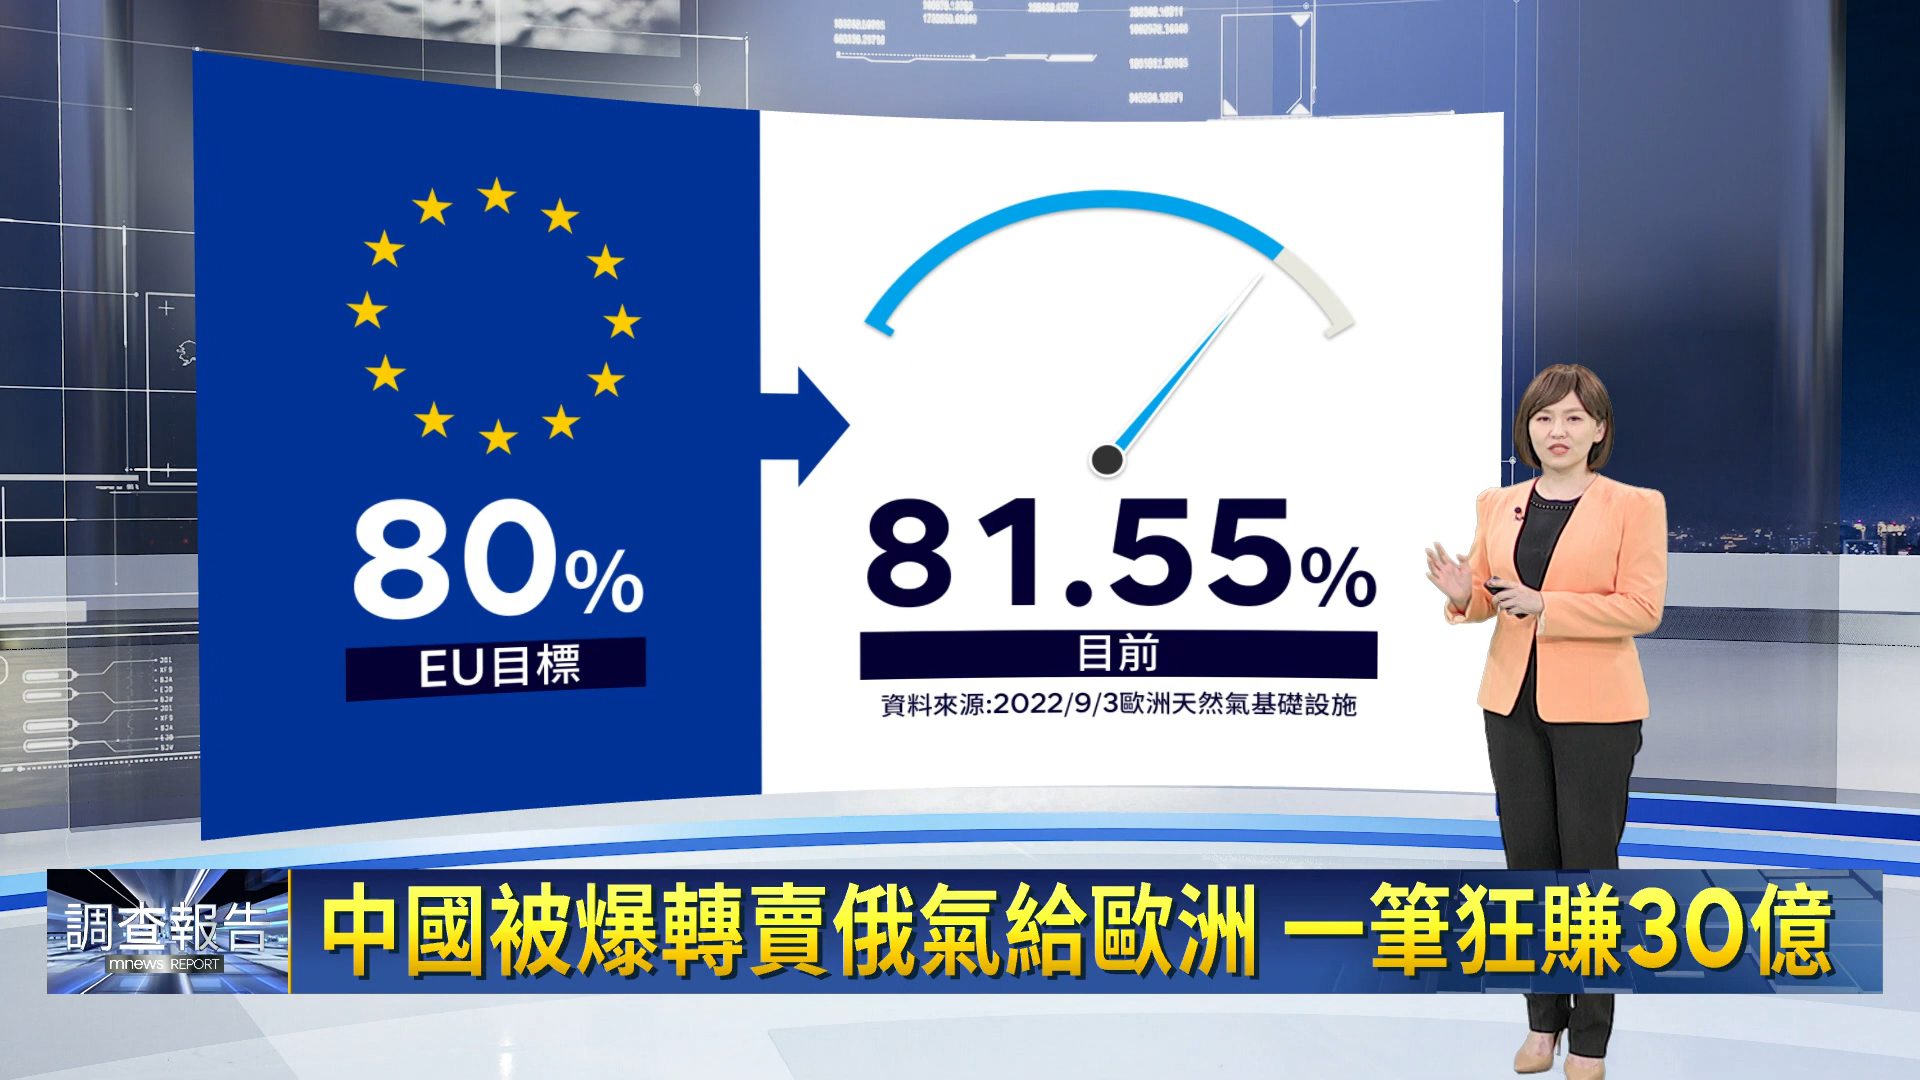 80%
EU目標
81.55%
目前
資料來源:2022/9/3歐洲天然氣基礎設施
調查報告
mnews REPORT
中國被爆轉賣俄氣給歐洲 一筆狂賺30億